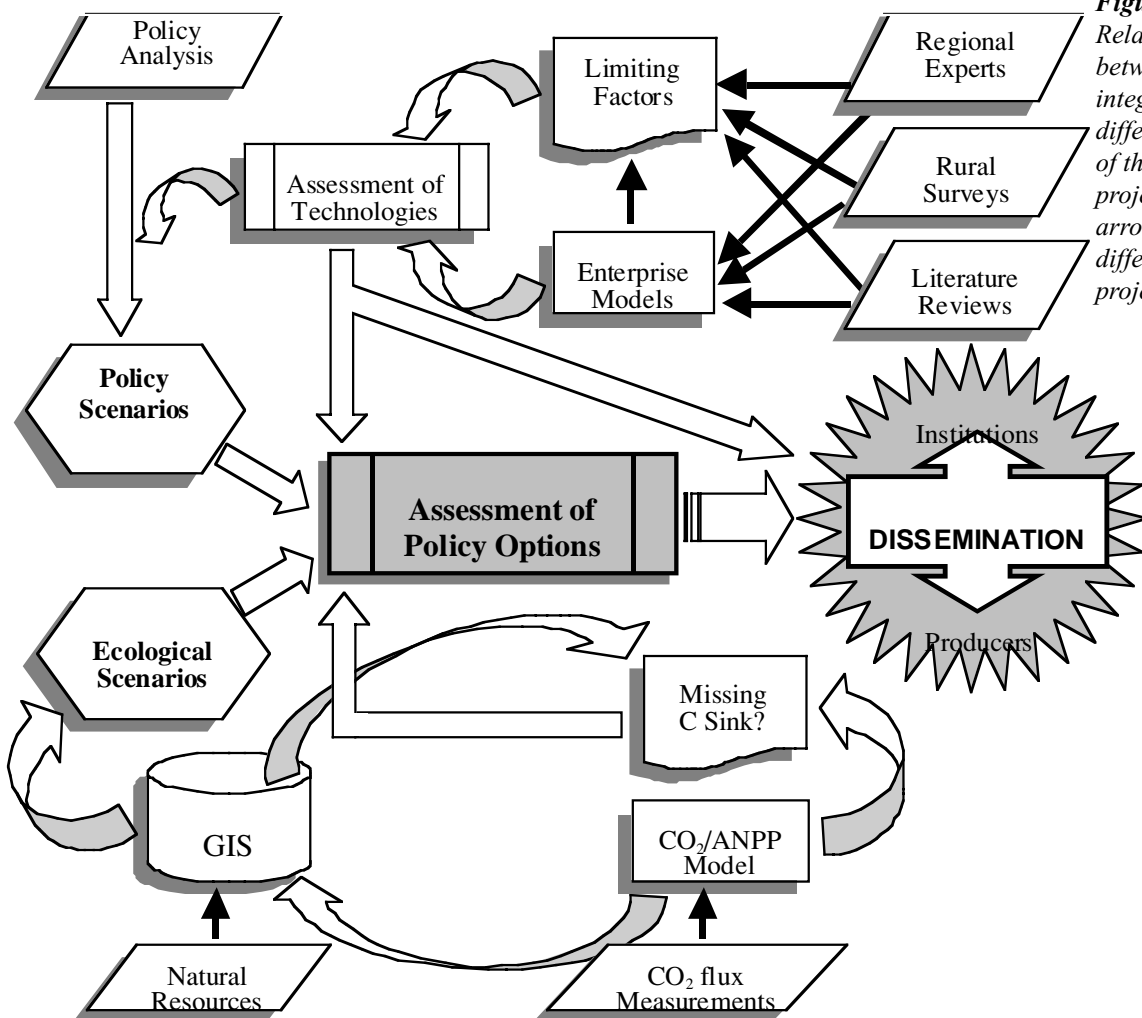 Policy
Analysis
Limiting
Factors
Regional
Experts
Assessment of
Technologies
Rural
Surveys
Enterprise
Models
Literature
Reviews
Policy
Scenarios
Institutions
Assessment of
Policy Options
DISSEMINATION
Producers
Ecological
Scenarios
Missing
C Sink?
GIS
CO₂/ANPP
Model
Natural
Resources
CO₂ flux
Measurements
Figu
Rela
betw
integ
diffe
of th
proje
arro
diffe
proje